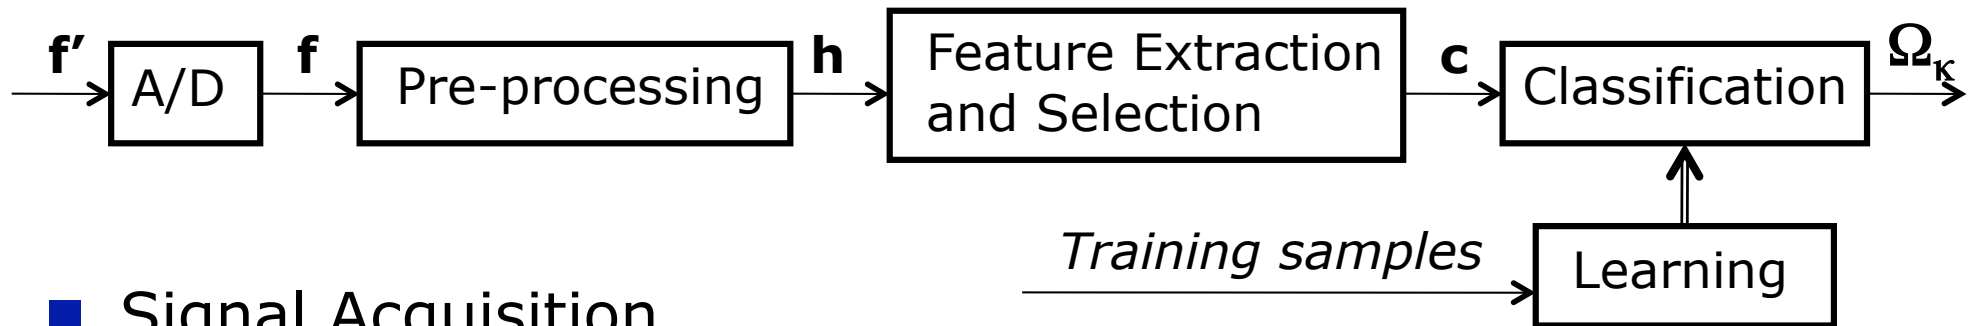 f′ A/D f Pre-processing h Feature Extraction and Selection c Classification Ωκ
Training samples Learning
Signal Acquisition